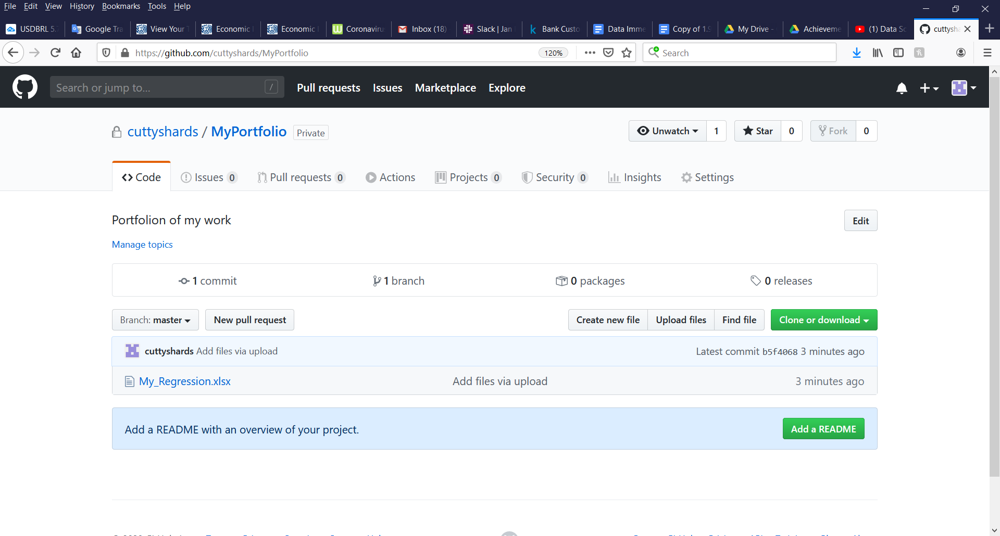 File Edit View History Bookmarks Tools Help
USDBRL 5. Google Tra View Your Economic Economic Coronaviru Inbox (18) Slack | Jan Bank Custo Data Imme Copy of 1.9 My Drive - Achieveme (1) Data Sc cuttysha
https://github.com/cuttyshards/MyPortfolio 120% Search
Search or jump to... / Pull requests Issues Marketplace Explore
cuttyshards / MyPortfolio Private Unwatch 1 Star 0 Fork 0
Code Issues 0 Pull requests 0 Actions Projects 0 Security 0 Insights Settings
Portfolion of my work Edit
Manage topics
1 commit 1 branch 0 packages 0 releases
Branch: master New pull request Create new file Upload files Find file Clone or download
cuttyshards Add files via upload Latest commit b5f4068 3 minutes ago
My_Regression.xlsx Add files via upload 3 minutes ago
Add a README with an overview of your project. Add a README